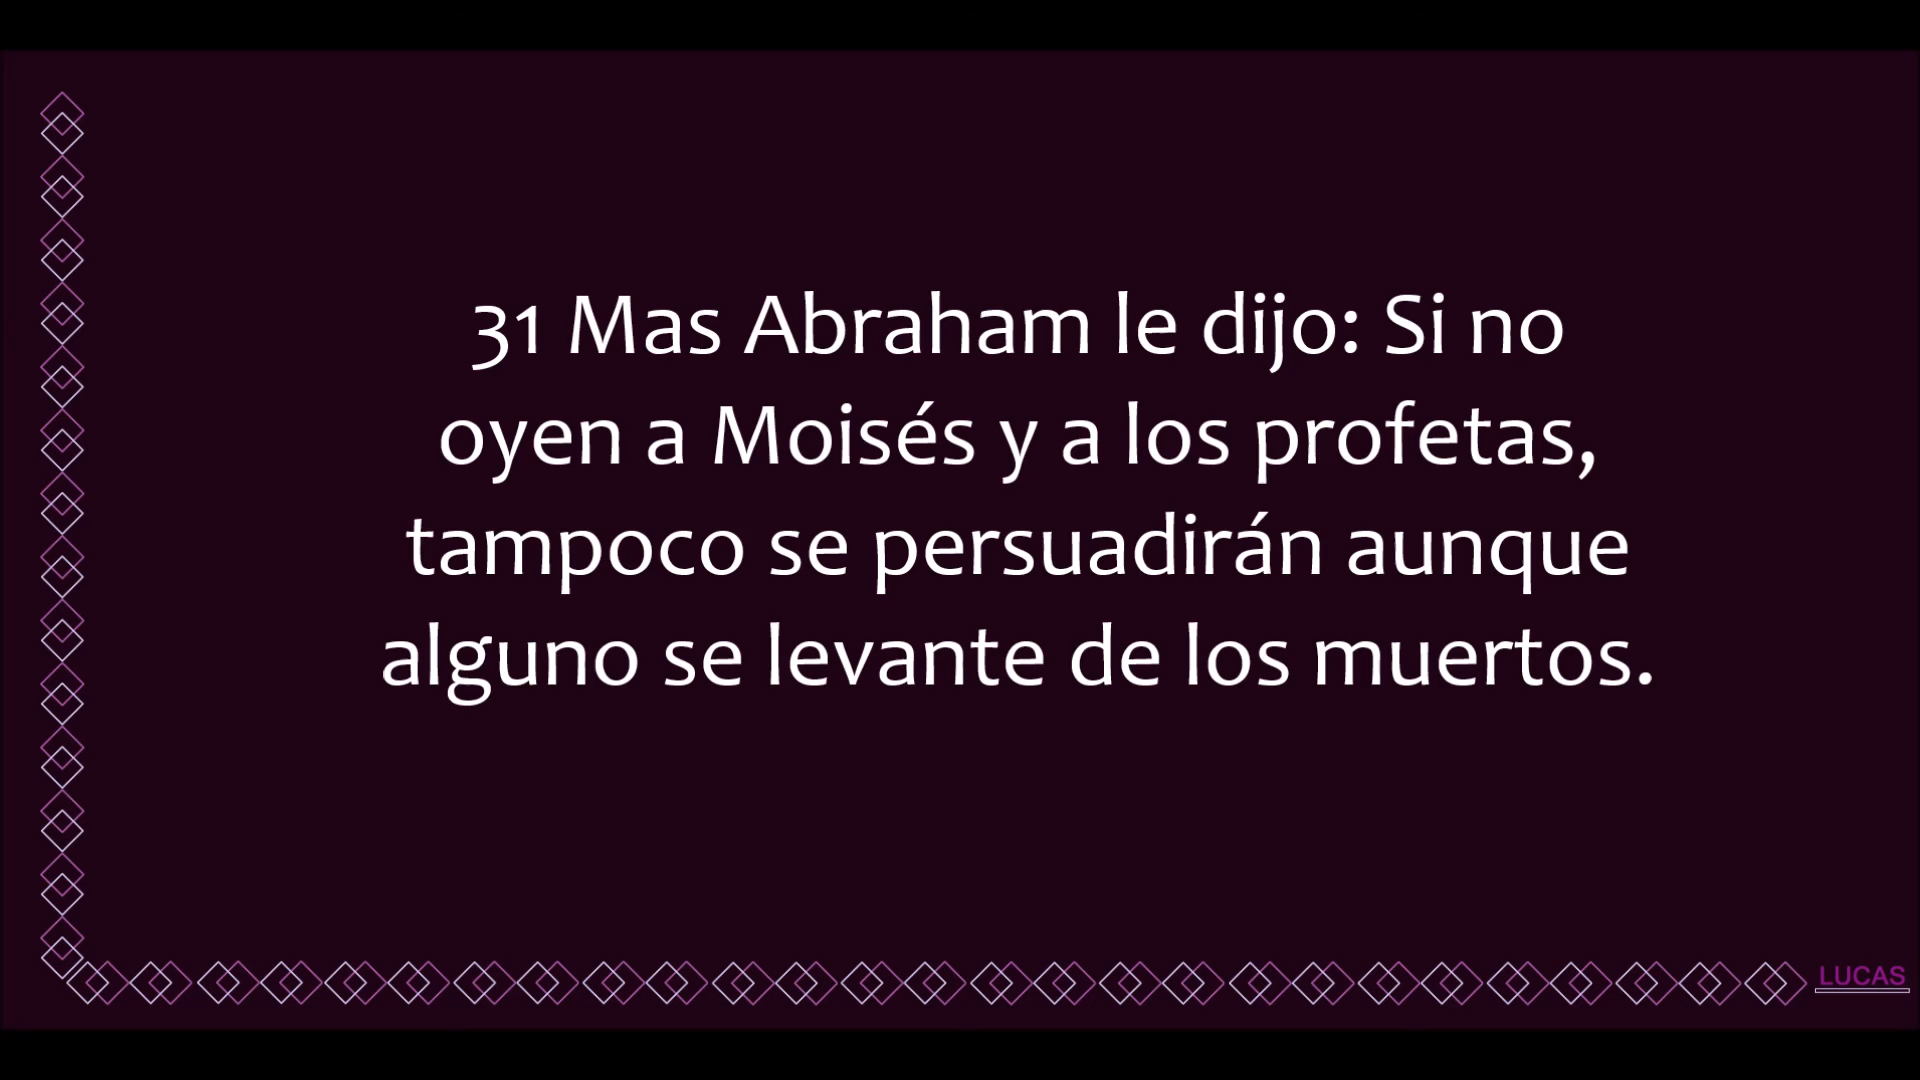 31 Mas Abraham le dijo: Si no
oyen a Moisés y a los profetas,
tampoco se persuadirán aunque
alguno se levante de los muertos.
LUCAS